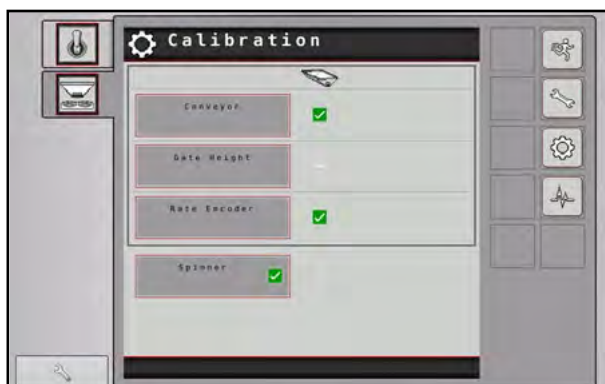 Calibration
Conveyor
Gate Height
Rate Encoder
Spinner